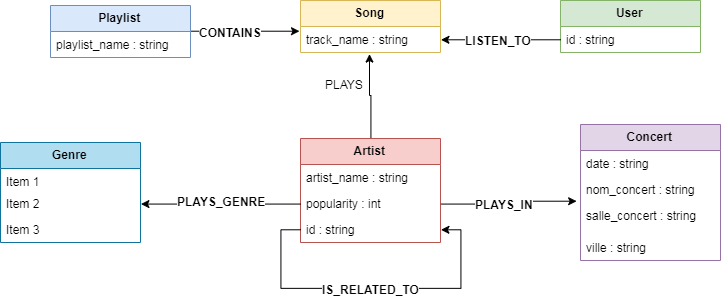 Playlist
playlist_name : string
CONTAINS
Song
track_name : string
LISTEN_TO
User
id : string
PLAYS
Genre
Item 1
Item 2
Item 3
PLAYS_GENRE
Artist
artist_name : string
popularity : int
id : string
PLAYS_IN
Concert
date : string
nom_concert : string
salle_concert : string
ville : string
IS_RELATED_TO